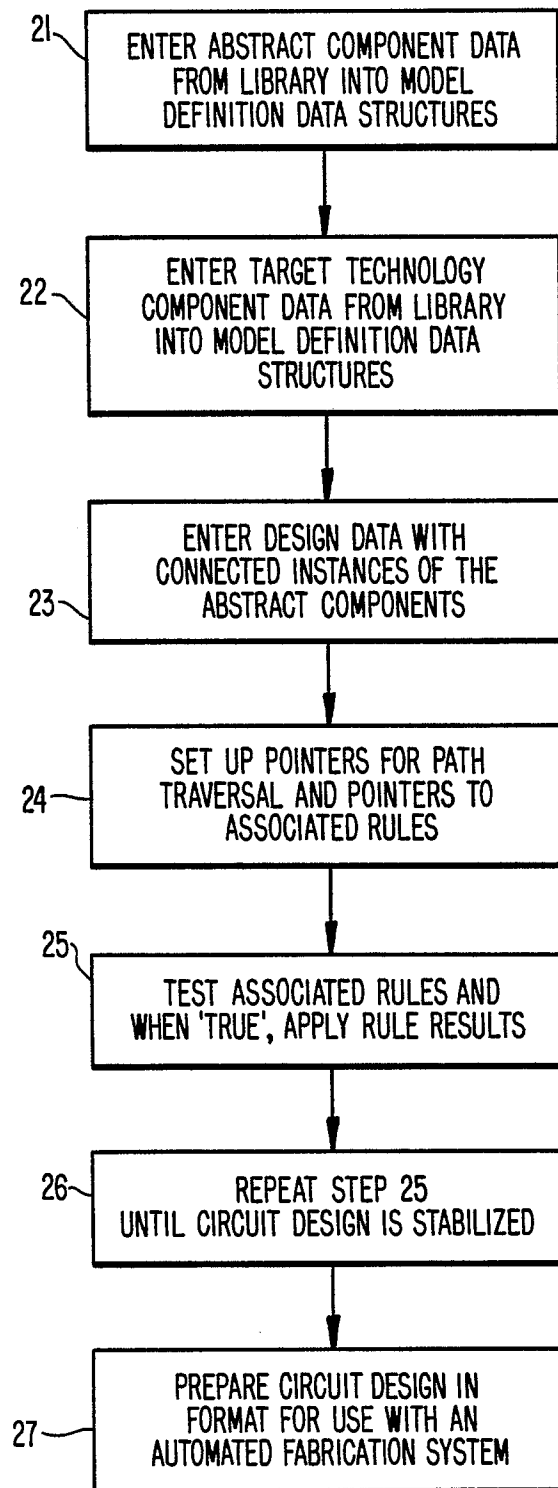 21
ENTER ABSTRACT COMPONENT DATA
FROM LIBRARY INTO MODEL
DEFINITION DATA STRUCTURES
22
ENTER TARGET TECHNOLOGY
COMPONENT DATA FROM LIBRARY
INTO MODEL DEFINITION DATA
STRUCTURES
23
ENTER DESIGN DATA WITH
CONNECTED INSTANCES OF THE
ABSTRACT COMPONENTS
24
SET UP POINTERS FOR PATH
TRAVERSAL AND POINTERS TO
ASSOCIATED RULES
25
TEST ASSOCIATED RULES AND
WHEN 'TRUE', APPLY RULE RESULTS
26
REPEAT STEP 25
UNTIL CIRCUIT DESIGN IS STABILIZED
27
PREPARE CIRCUIT DESIGN IN
FORMAT FOR USE WITH AN
AUTOMATED FABRICATION SYSTEM